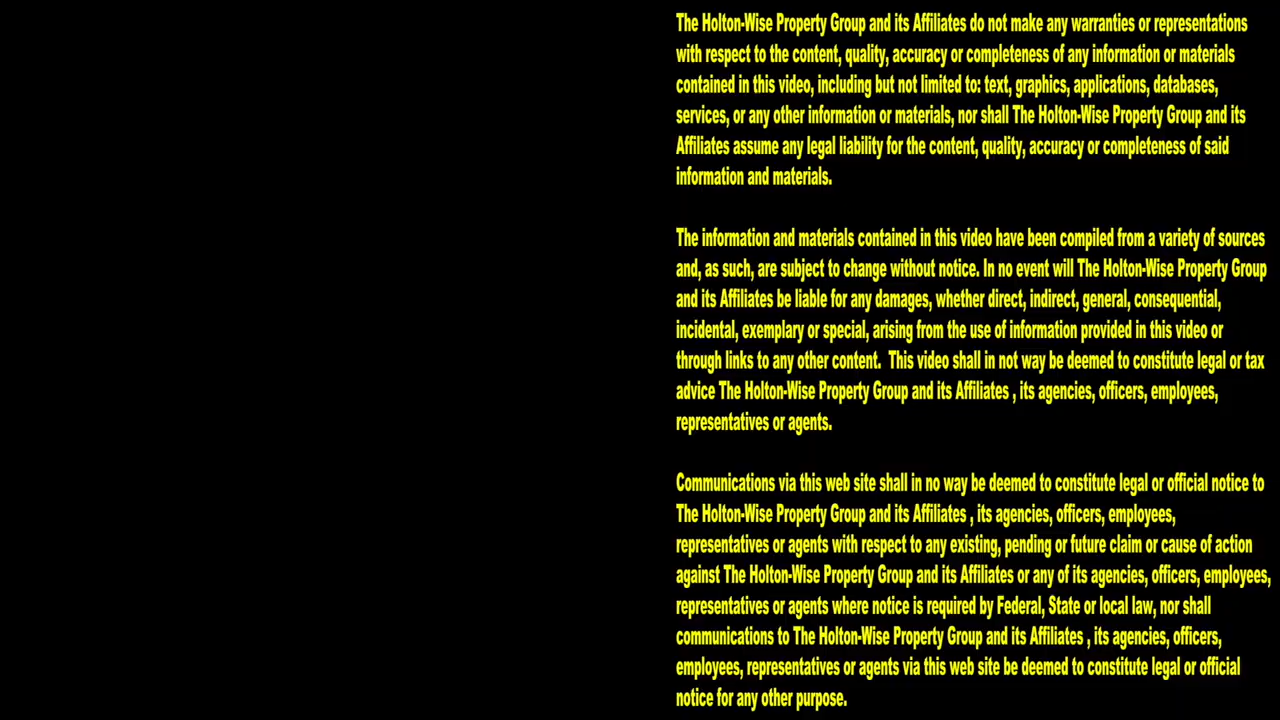 The Holton-Wise Property Group and its Affiliates do not make any warranties or representations
with respect to the content, quality, accuracy or completeness of any information or materials
contained in this video, including but not limited to: text, graphics, applications, databases,
services, or any other information or materials, nor shall The Holton-Wise Property Group and its
Affiliates assume any legal liability for the content, quality, accuracy or completeness of said
information and materials.
The information and materials contained in this video have been compiled from a variety of sources
and, as such, are subject to change without notice. In no event will The Holton-Wise Property Group
and its Affiliates be liable for any damages, whether direct, indirect, general, consequential,
incidental, exemplary or special, arising from the use of information provided in this video or
through links to any other content.  This video shall in not way be deemed to constitute legal or tax
advice The Holton-Wise Property Group and its Affiliates , its agencies, officers, employees,
representatives or agents.
Communications via this web site shall in no way be deemed to constitute legal or official notice to
The Holton-Wise Property Group and its Affiliates , its agencies, officers, employees,
representatives or agents with respect to any existing, pending or future claim or cause of action
against The Holton-Wise Property Group and its Affiliates or any of its agencies, officers, employees,
representatives or agents where notice is required by Federal, State or local law, nor shall
communications to The Holton-Wise Property Group and its Affiliates , its agencies, officers,
employees, representatives or agents via this web site be deemed to constitute legal or official
notice for any other purpose.